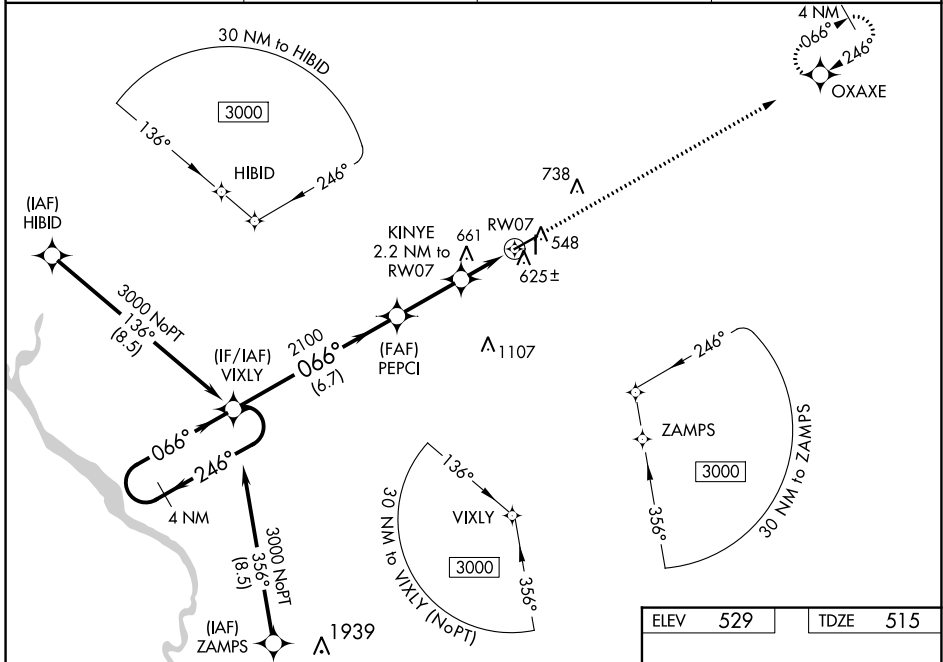 4 NM
066°
246°
OXAXE
30 NM to HIBID
3000
136°
HIBID
246°
738
(IAF)
HIBID
KINYE
2.2 NM to
RW07
661
RW07
548
625±
3000 NoPT
136°
(8.5)
2100
066°
(6.7)
(FAF)
PEPCI
1107
(IF/IAF)
VIXLY
246°
ZAMPS
3000
356°
30 NM to ZAMPS
066°
246°
4 NM
136°
VIXLY
3000
356°
30 NM to VIXLY (NoPT)
3000 NoPT
356°
(8.5)
(IAF)
ZAMPS
1939
ELEV 529
TDZE 515